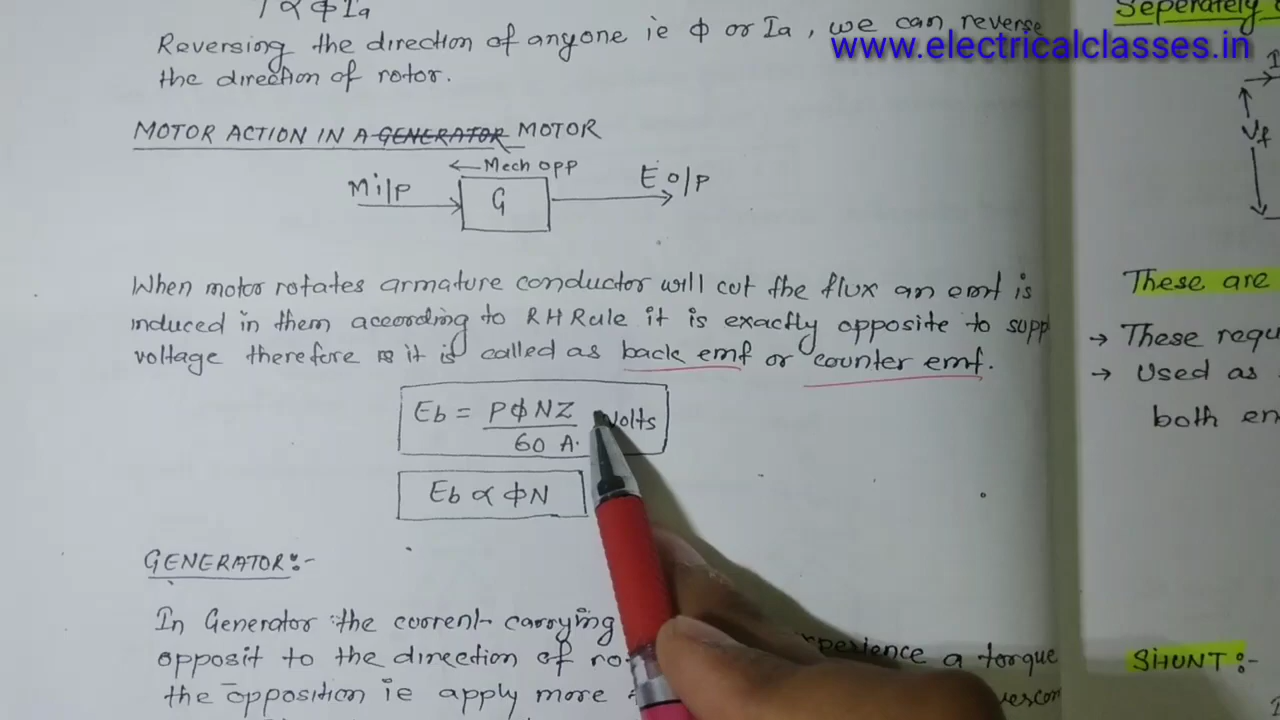 T ∝ ϕ Ia
Reversing the direction of anyone ie ϕ or Ia, we can reverse
the direction of rotor.
www.electricalclasses.in
MOTOR ACTION IN A GENERATOR MOTOR
← Mech opp
M i/p
G
E o/p
When motor rotates armature conductor will cut the flux an emf is
induced in them according to RH Rule it is exactly opposite to supp
voltage therefore it is called as back emf or counter emf.
Eb = PϕNZ / 60 A. volts
Eb ∝ ϕN
GENERATOR:-
In Generator the current carrying
opposit to the direction of ro
the opposition ie apply more
xperience a torque
Seperately
I
Vf
These are
→ These requ
→ Used as
both en
SHUNT:-